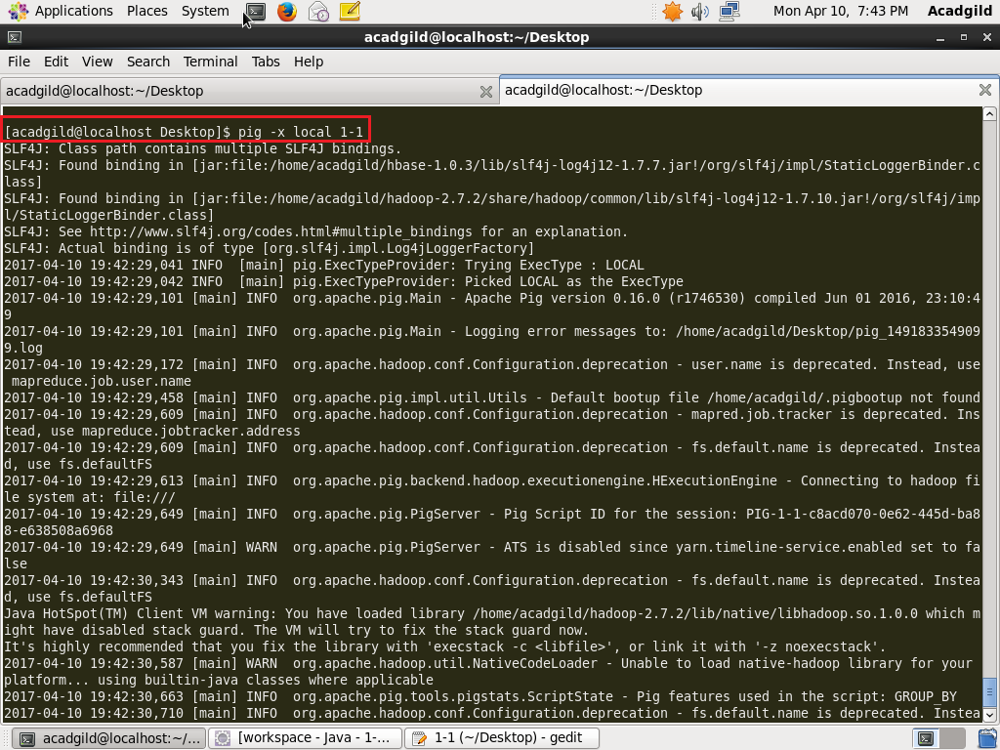 Applications Places System Mon Apr 10, 7:43 PM Acadgild
acadgild@localhost:~/Desktop
File Edit View Search Terminal Tabs Help
acadgild@localhost:~/Desktop acadgild@localhost:~/Desktop
[acadgild@localhost Desktop]$ pig -x local 1-1
SLF4J: Class path contains multiple SLF4J bindings.
SLF4J: Found binding in [jar:file:/home/acadgild/hbase-1.0.3/lib/slf4j-log4j12-1.7.7.jar!/org/slf4j/impl/StaticLoggerBinder.c
lass]
SLF4J: Found binding in [jar:file:/home/acadgild/hadoop-2.7.2/share/hadoop/common/lib/slf4j-log4j12-1.7.10.jar!/org/slf4j/imp
l/StaticLoggerBinder.class]
SLF4J: See http://www.slf4j.org/codes.html#multiple_bindings for an explanation.
SLF4J: Actual binding is of type [org.slf4j.impl.Log4jLoggerFactory]
2017-04-10 19:42:29,041 INFO  [main] pig.ExecTypeProvider: Trying ExecType : LOCAL
2017-04-10 19:42:29,042 INFO  [main] pig.ExecTypeProvider: Picked LOCAL as the ExecType
2017-04-10 19:42:29,101 [main] INFO  org.apache.pig.Main - Apache Pig version 0.16.0 (r1746530) compiled Jun 01 2016, 23:10:4
9
2017-04-10 19:42:29,101 [main] INFO  org.apache.pig.Main - Logging error messages to: /home/acadgild/Desktop/pig_149183354909
9.log
2017-04-10 19:42:29,172 [main] INFO  org.apache.hadoop.conf.Configuration.deprecation - user.name is deprecated. Instead, use
mapreduce.job.user.name
2017-04-10 19:42:29,458 [main] INFO  org.apache.pig.impl.util.Utils - Default bootup file /home/acadgild/.pigbootup not found
2017-04-10 19:42:29,609 [main] INFO  org.apache.hadoop.conf.Configuration.deprecation - mapred.job.tracker is deprecated. Ins
tead, use mapreduce.jobtracker.address
2017-04-10 19:42:29,609 [main] INFO  org.apache.hadoop.conf.Configuration.deprecation - fs.default.name is deprecated. Instea
d, use fs.defaultFS
2017-04-10 19:42:29,613 [main] INFO  org.apache.pig.backend.hadoop.executionengine.HExecutionEngine - Connecting to hadoop fi
le system at: file:///
2017-04-10 19:42:29,649 [main] INFO  org.apache.pig.PigServer - Pig Script ID for the session: PIG-1-1-c8acd070-0e62-445d-ba8
8-e638508a6968
2017-04-10 19:42:29,649 [main] WARN  org.apache.pig.PigServer - ATS is disabled since yarn.timeline-service.enabled set to fa
lse
2017-04-10 19:42:30,343 [main] INFO  org.apache.hadoop.conf.Configuration.deprecation - fs.default.name is deprecated. Instea
d, use fs.defaultFS
Java HotSpot(TM) Client VM warning: You have loaded library /home/acadgild/hadoop-2.7.2/lib/native/libhadoop.so.1.0.0 which m
ight have disabled stack guard. The VM will try to fix the stack guard now.
It's highly recommended that you fix the library with 'execstack -c <libfile>', or link it with '-z noexecstack'.
2017-04-10 19:42:30,587 [main] WARN  org.apache.hadoop.util.NativeCodeLoader - Unable to load native-hadoop library for your
platform... using builtin-java classes where applicable
2017-04-10 19:42:30,663 [main] INFO  org.apache.pig.tools.pigstats.ScriptState - Pig features used in the script: GROUP_BY
2017-04-10 19:42:30,710 [main] INFO  org.apache.hadoop.conf.Configuration.deprecation - fs.default.name is deprecated. Instea
acadgild@localhost:~/... [workspace - Java - 1-... 1-1 (~/Desktop) - gedit